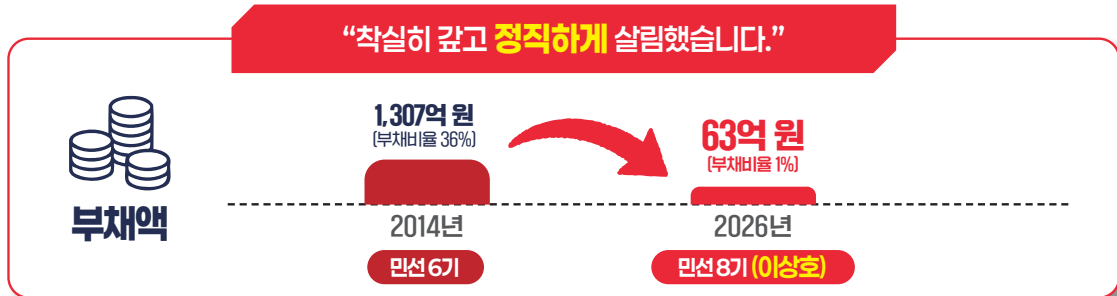 “착실히 갚고 정직하게 살림했습니다.”
1,307억 원
(부채비율 36%)
63억 원
(부채비율 1%)
부채액
2014년
2026년
민선 6기
민선 8기 (이상호)